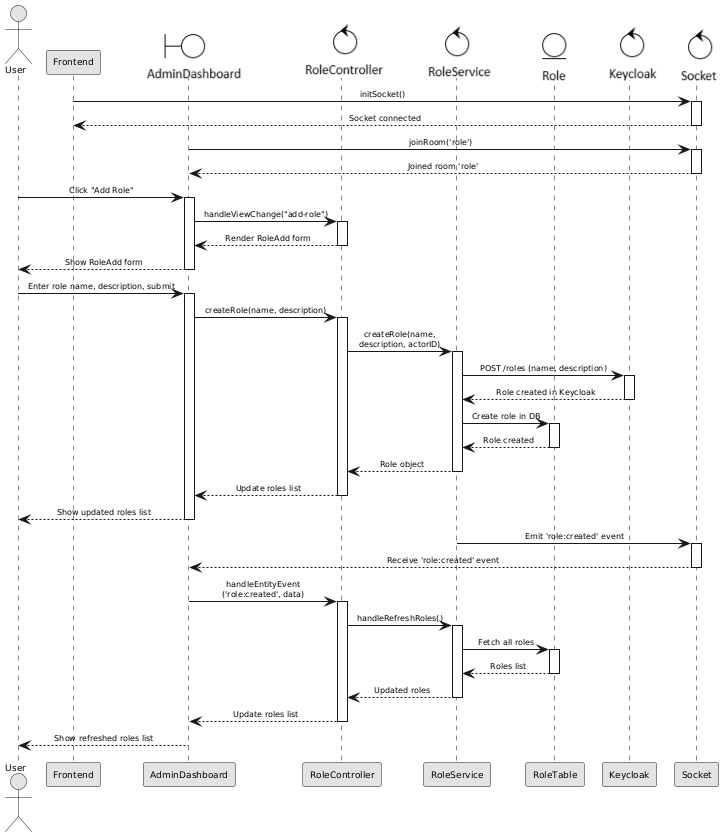 User
Frontend
AdminDashboard
RoleController
RoleService
Role
Keycloak
Socket
initSocket()
Socket connected
joinRoom('role')
Joined room 'role'
Click "Add Role"
handleViewChange("add-role")
Render RoleAdd form
Show RoleAdd form
Enter role name, description, submit
createRole(name, description)
createRole(name,
description, actorID)
POST /roles (name, description)
Role created in Keycloak
Create role in DB
Role created
Role object
Update roles list
Show updated roles list
Emit 'role:created' event
Receive 'role:created' event
handleEntityEvent
('role:created', data)
handleRefreshRoles()
Fetch all roles
Roles list
Updated roles
Update roles list
Show refreshed roles list
User
Frontend
AdminDashboard
RoleController
RoleService
RoleTable
Keycloak
Socket